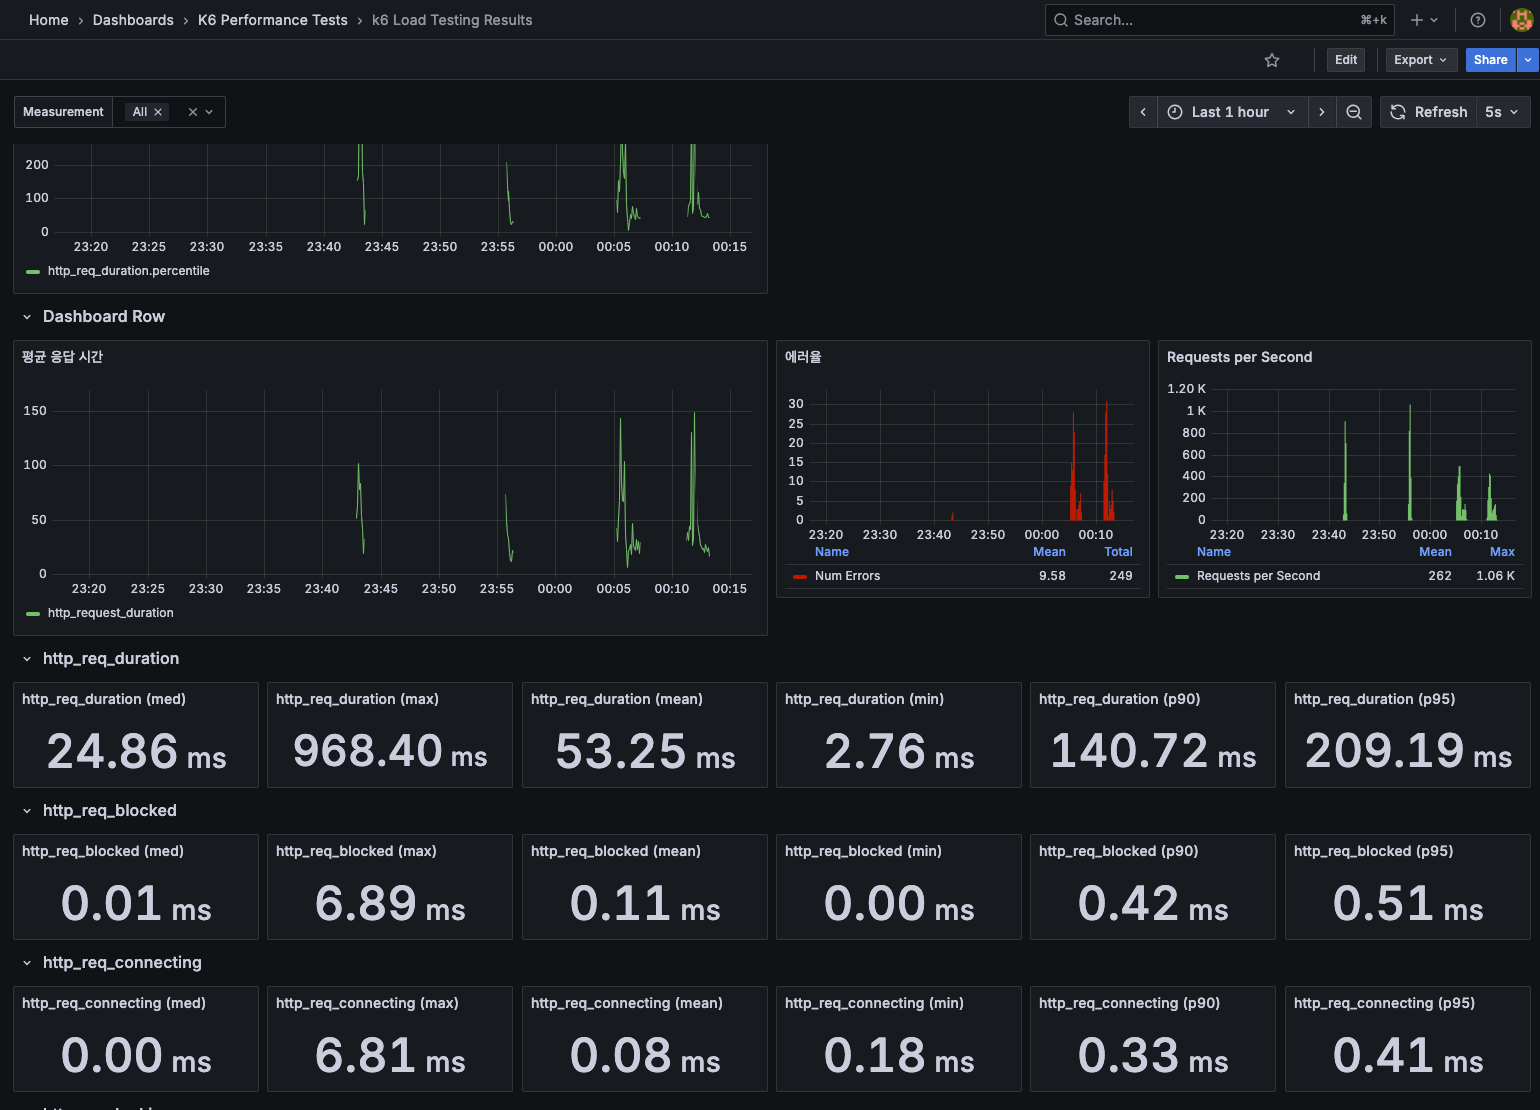 Home › Dashboards › K6 Performance Tests › k6 Load Testing Results
Search... ⌘+k
Edit Export Share
Measurement All
Last 1 hour Refresh 5s
200
100
0
23:20 23:25 23:30 23:35 23:40 23:45 23:50 23:55 00:00 00:05 00:10 00:15
http_req_duration.percentile
Dashboard Row
평균 응답 시간
150
100
50
0
23:20 23:25 23:30 23:35 23:40 23:45 23:50 23:55 00:00 00:05 00:10 00:15
http_request_duration
에러율
30
25
20
15
10
5
0
23:20 23:30 23:40 23:50 00:00 00:10
Name Mean Total
Num Errors 9.58 249
Requests per Second
1.20 K
1 K
800
600
400
200
0
23:20 23:30 23:40 23:50 00:00 00:10
Name Mean Max
Requests per Second 262 1.06 K
http_req_duration
http_req_duration (med)
24.86 ms
http_req_duration (max)
968.40 ms
http_req_duration (mean)
53.25 ms
http_req_duration (min)
2.76 ms
http_req_duration (p90)
140.72 ms
http_req_duration (p95)
209.19 ms
http_req_blocked
http_req_blocked (med)
0.01 ms
http_req_blocked (max)
6.89 ms
http_req_blocked (mean)
0.11 ms
http_req_blocked (min)
0.00 ms
http_req_blocked (p90)
0.42 ms
http_req_blocked (p95)
0.51 ms
http_req_connecting
http_req_connecting (med)
0.00 ms
http_req_connecting (max)
6.81 ms
http_req_connecting (mean)
0.08 ms
http_req_connecting (min)
0.18 ms
http_req_connecting (p90)
0.33 ms
http_req_connecting (p95)
0.41 ms